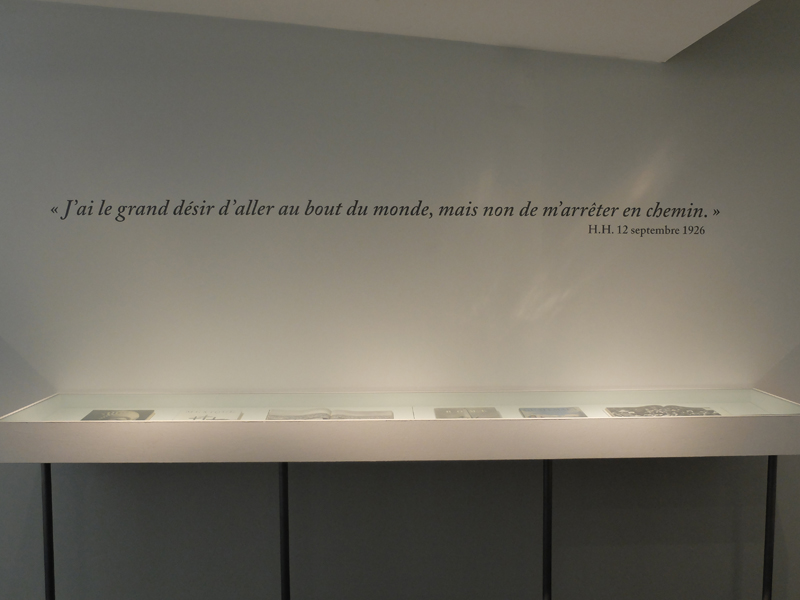 « J'ai le grand désir d'aller au bout du monde, mais non de m'arrêter en chemin. »
H.H. 12 septembre 1926